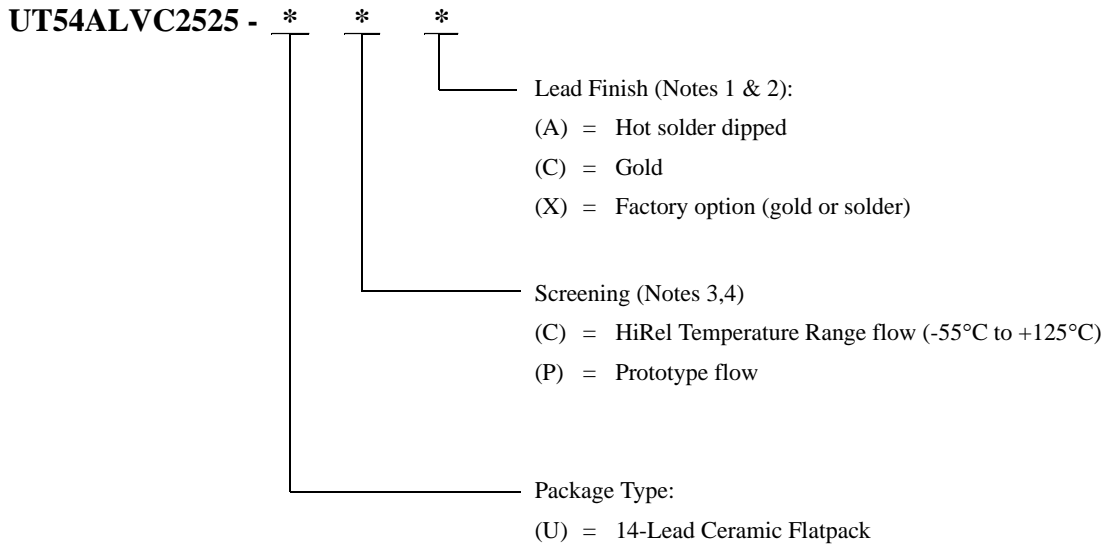 UT54ALVC2525 - * * *
Lead Finish (Notes 1 & 2):
(A) = Hot solder dipped
(C) = Gold
(X) = Factory option (gold or solder)
Screening (Notes 3,4)
(C) = HiRel Temperature Range flow (-55°C to +125°C)
(P) = Prototype flow
Package Type:
(U) = 14-Lead Ceramic Flatpack